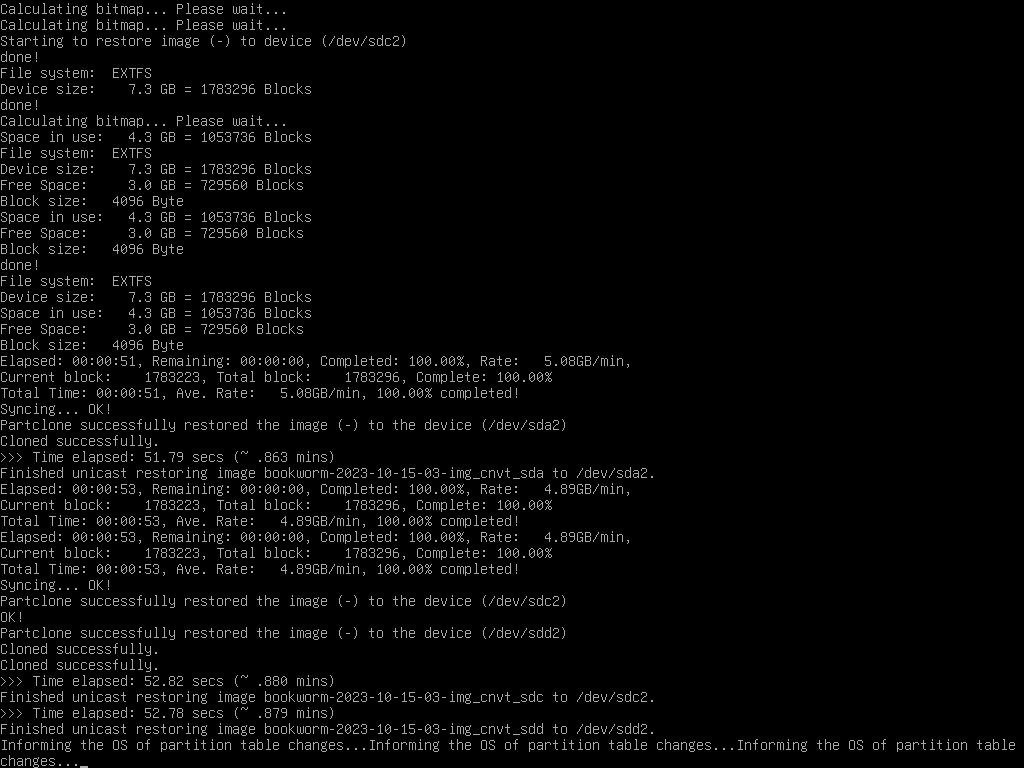 Calculating bitmap... Please wait...
Calculating bitmap... Please wait...
Starting to restore image (-) to device (/dev/sdc2)
done!
File system:  EXTFS
Device size:    7.3 GB = 1783296 Blocks
done!
Calculating bitmap... Please wait...
Space in use:   4.3 GB = 1053736 Blocks
File system:  EXTFS
Device size:    7.3 GB = 1783296 Blocks
Free Space:     3.0 GB = 729560 Blocks
Block size:   4096 Byte
Space in use:   4.3 GB = 1053736 Blocks
Free Space:     3.0 GB = 729560 Blocks
Block size:   4096 Byte
done!
File system:  EXTFS
Device size:    7.3 GB = 1783296 Blocks
Space in use:   4.3 GB = 1053736 Blocks
Free Space:     3.0 GB = 729560 Blocks
Block size:   4096 Byte
Elapsed: 00:00:51, Remaining: 00:00:00, Completed: 100.00%, Rate:   5.08GB/min,
Current block:    1783223, Total block:    1783296, Complete: 100.00%
Total Time: 00:00:51, Ave. Rate:   5.08GB/min, 100.00% completed!
Syncing... OK!
Partclone successfully restored the image (-) to the device (/dev/sda2)
Cloned successfully.
>>> Time elapsed: 51.79 secs (~ .863 mins)
Finished unicast restoring image bookworm-2023-10-15-03-img_cnvt_sda to /dev/sda2.
Elapsed: 00:00:53, Remaining: 00:00:00, Completed: 100.00%, Rate:   4.89GB/min,
Current block:    1783223, Total block:    1783296, Complete: 100.00%
Total Time: 00:00:53, Ave. Rate:   4.89GB/min, 100.00% completed!
Elapsed: 00:00:53, Remaining: 00:00:00, Completed: 100.00%, Rate:   4.89GB/min,
Current block:    1783223, Total block:    1783296, Complete: 100.00%
Total Time: 00:00:53, Ave. Rate:   4.89GB/min, 100.00% completed!
Syncing... OK!
Partclone successfully restored the image (-) to the device (/dev/sdc2)
OK!
Partclone successfully restored the image (-) to the device (/dev/sdd2)
Cloned successfully.
Cloned successfully.
>>> Time elapsed: 52.82 secs (~ .880 mins)
Finished unicast restoring image bookworm-2023-10-15-03-img_cnvt_sdc to /dev/sdc2.
>>> Time elapsed: 52.78 secs (~ .879 mins)
Finished unicast restoring image bookworm-2023-10-15-03-img_cnvt_sdd to /dev/sdd2.
Informing the OS of partition table changes...Informing the OS of partition table changes...Informing the OS of partition table
changes..._